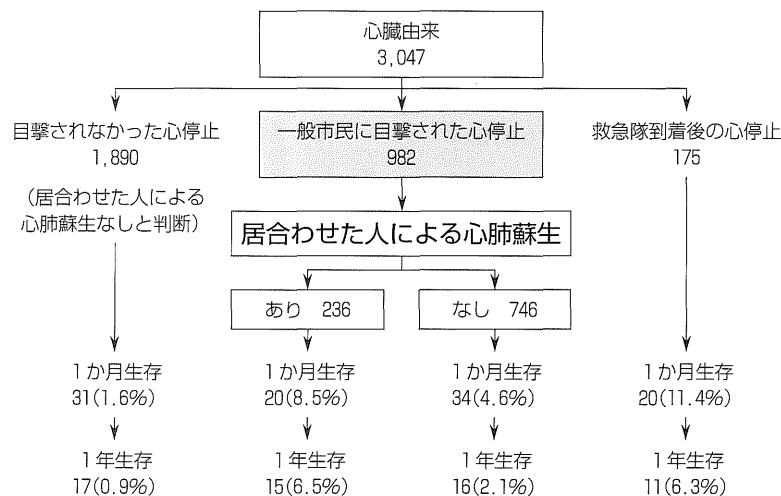 心臓由来
3,047
目撃されなかった心停止
1,890
一般市民に目撃された心停止
982
救急隊到着後の心停止
175
（居合わせた人による
心肺蘇生なしと判断）
居合わせた人による心肺蘇生
あり 236
なし 746
1か月生存
31(1.6%)
1か月生存
20(8.5%)
1か月生存
34(4.6%)
1か月生存
20(11.4%)
1年生存
17(0.9%)
1年生存
15(6.5%)
1年生存
16(2.1%)
1年生存
11(6.3%)